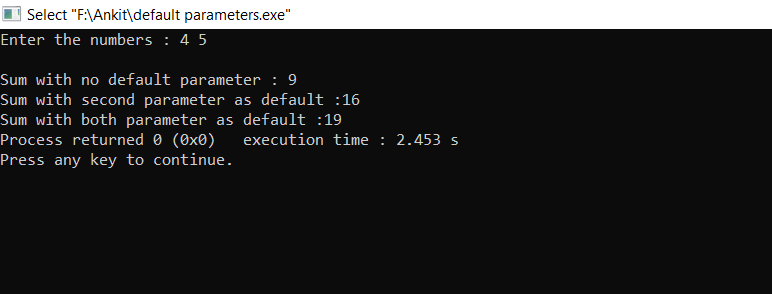 Select "F:\Ankit\default parameters.exe"
Enter the numbers : 4 5
Sum with no default parameter : 9
Sum with second parameter as default :16
Sum with both parameter as default :19
Process returned 0 (0x0)   execution time : 2.453 s
Press any key to continue.